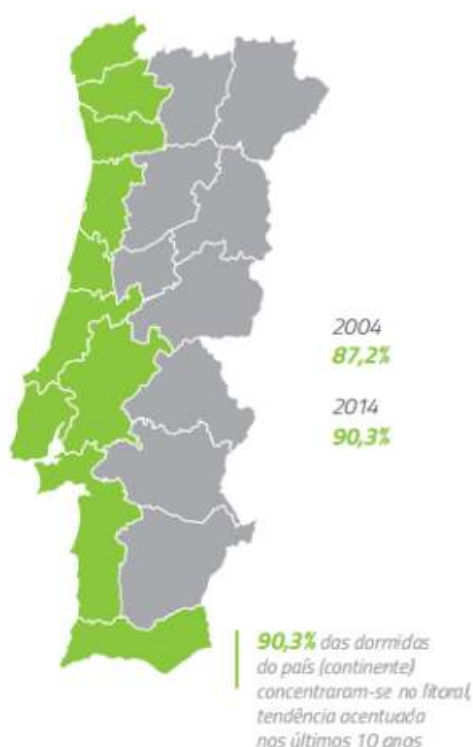 2004
87,2%
2014
90,3%
90,3% das dormidas
do país (continente)
concentraram-se no litoral,
tendência acentuada
nos últimos 10 anos